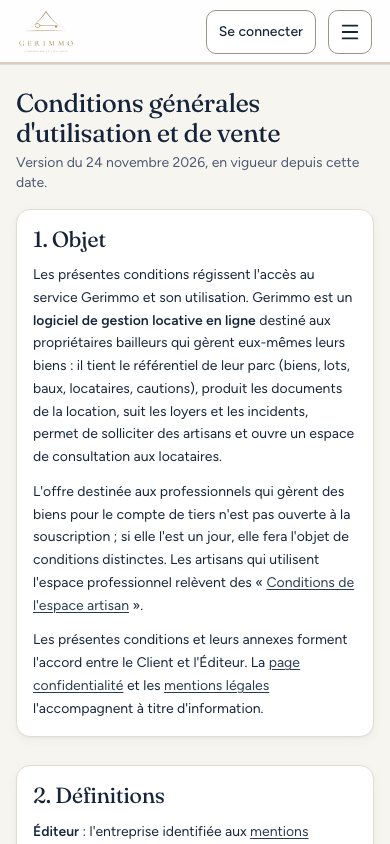 GERIMMO
Se connecter
Conditions générales
d'utilisation et de vente
Version du 24 novembre 2026, en vigueur depuis cette
date.
1. Objet
Les présentes conditions régissent l'accès au
service Gerimmo et son utilisation. Gerimmo est un
logiciel de gestion locative en ligne destiné aux
propriétaires bailleurs qui gèrent eux-mêmes leurs
biens : il tient le référentiel de leur parc (biens, lots,
baux, locataires, cautions), produit les documents
de la location, suit les loyers et les incidents,
permet de solliciter des artisans et ouvre un espace
de consultation aux locataires.
L'offre destinée aux professionnels qui gèrent des
biens pour le compte de tiers n'est pas ouverte à la
souscription ; si elle l'est un jour, elle fera l'objet de
conditions distinctes. Les artisans qui utilisent
l'espace professionnel relèvent des « Conditions de
l'espace artisan ».
Les présentes conditions et leurs annexes forment
l'accord entre le Client et l'Éditeur. La page
confidentialité et les mentions légales
l'accompagnent à titre d'information.
2. Définitions
Éditeur : l'entreprise identifiée aux mentions